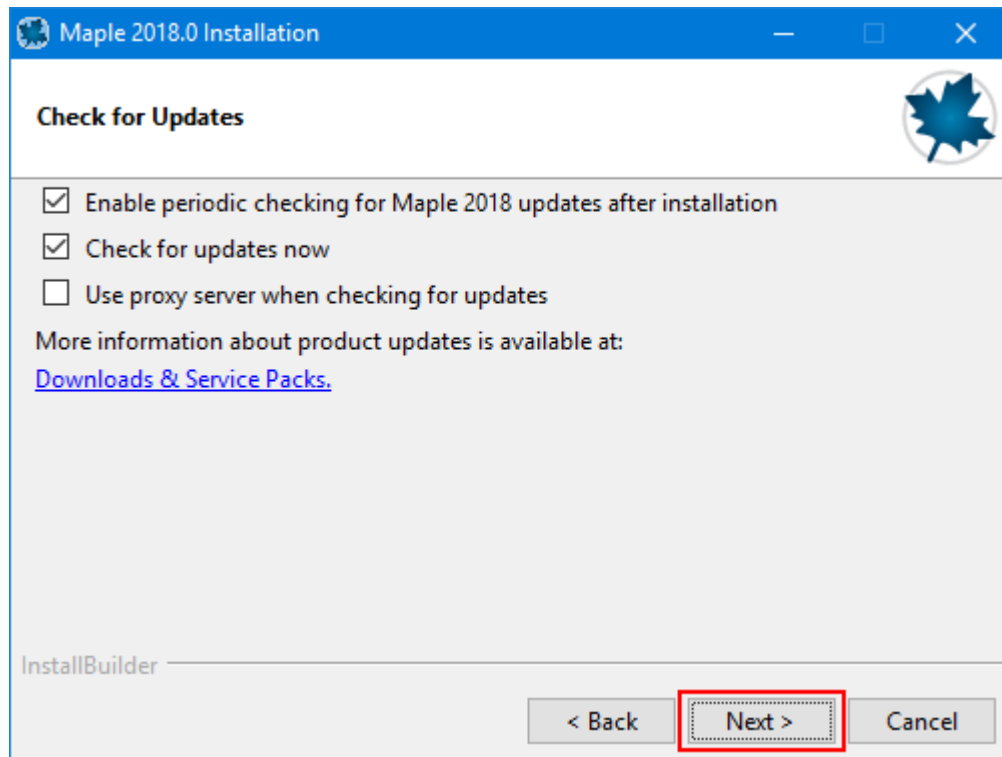 Maple 2018.0 Installation
Check for Updates
Enable periodic checking for Maple 2018 updates after installation
Check for updates now
Use proxy server when checking for updates
More information about product updates is available at:
Downloads & Service Packs.
InstallBuilder
< Back
Next >
Cancel